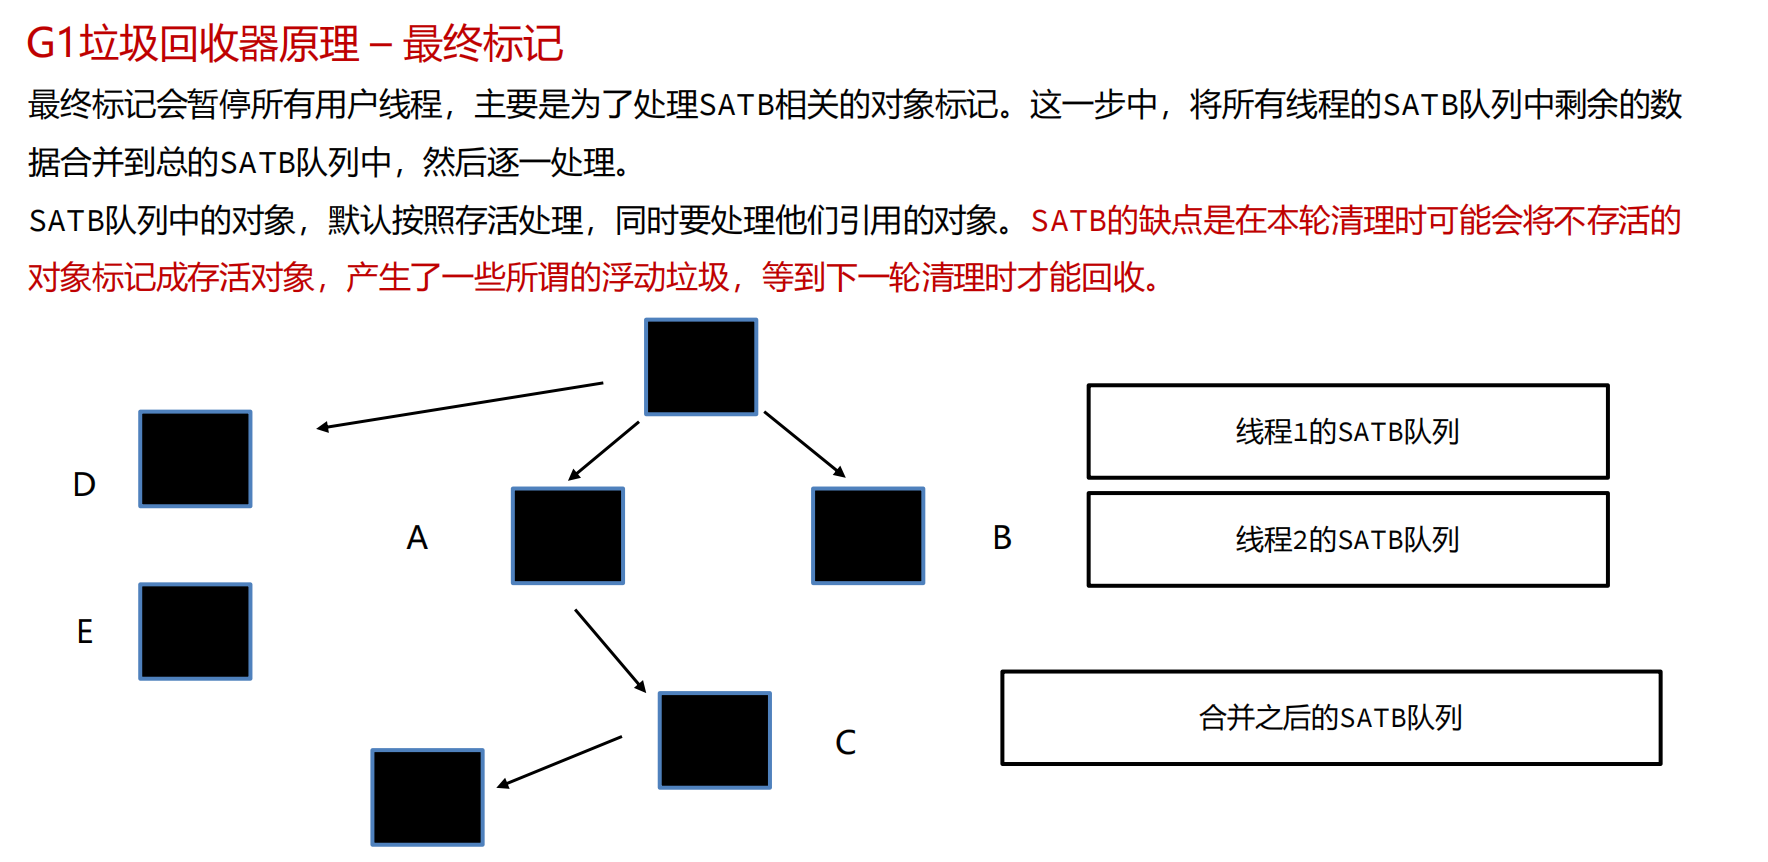 G1垃圾回收器原理 – 最终标记
最终标记会暂停所有用户线程，主要是为了处理SATB相关的对象标记。这一步中，将所有线程的SATB队列中剩余的数
据合并到总的SATB队列中，然后逐一处理。
SATB队列中的对象，默认按照存活处理，同时要处理他们引用的对象。SATB的缺点是在本轮清理时可能会将不存活的
对象标记成存活对象，产生了一些所谓的浮动垃圾，等到下一轮清理时才能回收。
线程1的SATB队列
D
A
B
线程2的SATB队列
E
合并之后的SATB队列
C